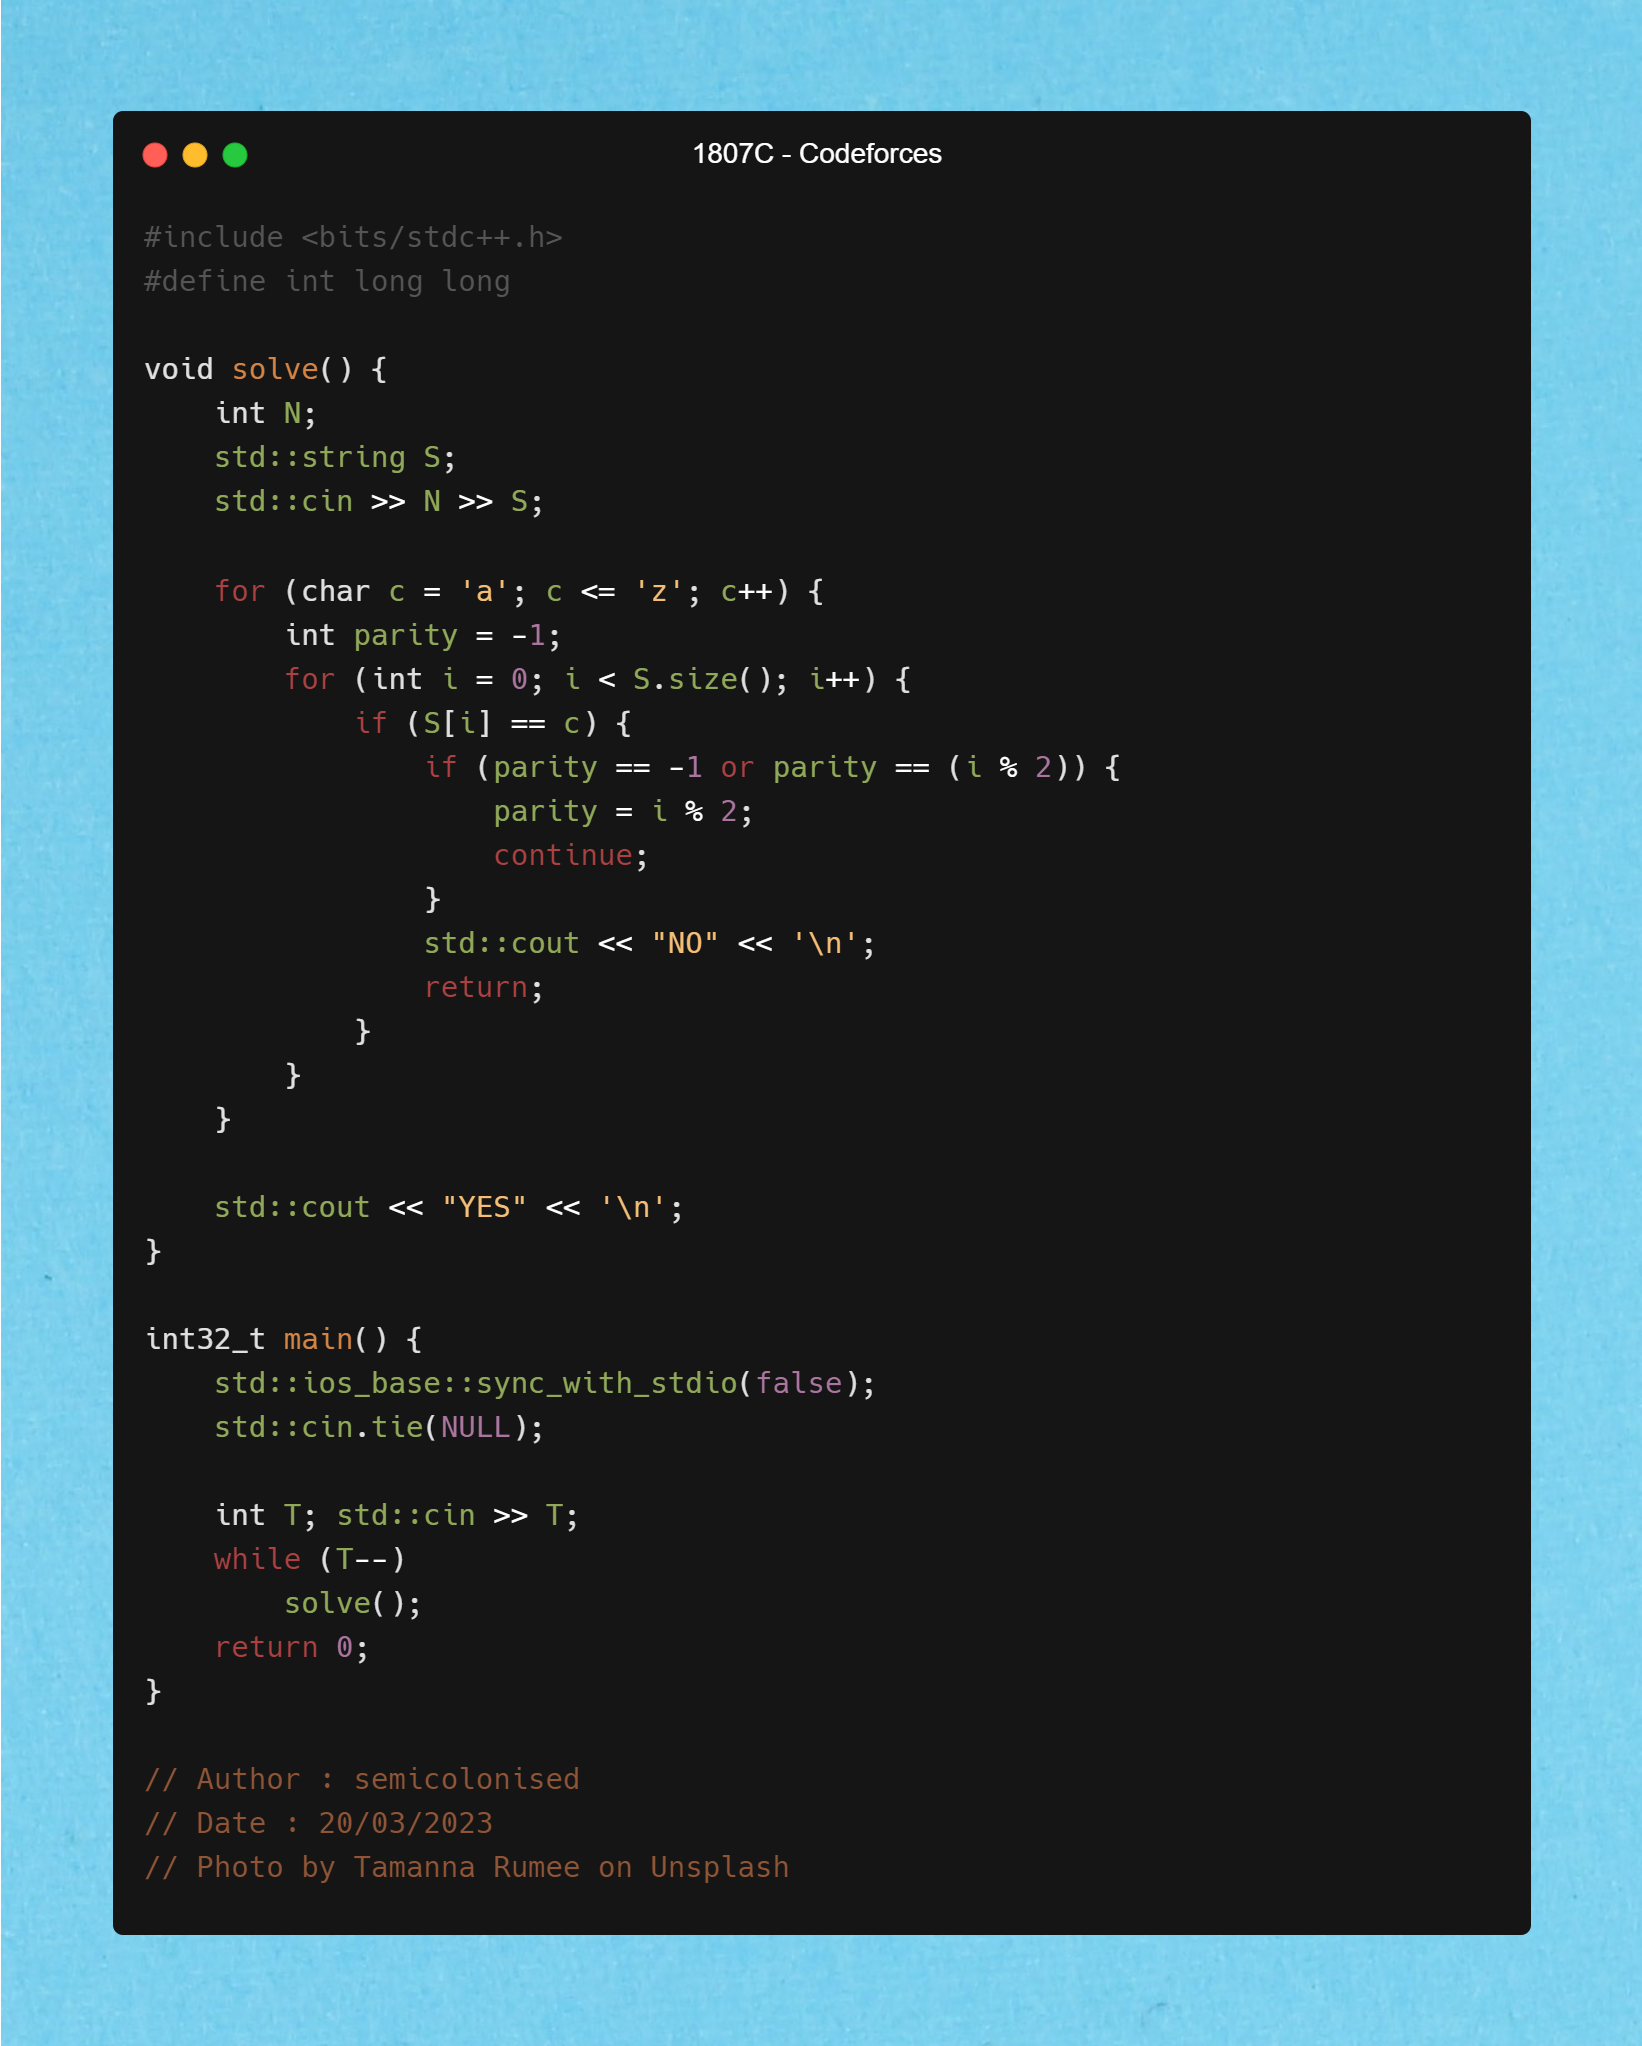 1807C - Codeforces
#include <bits/stdc++.h>
#define int long long
void solve() {
    int N;
    std::string S;
    std::cin >> N >> S;
    for (char c = 'a'; c <= 'z'; c++) {
        int parity = -1;
        for (int i = 0; i < S.size(); i++) {
            if (S[i] == c) {
                if (parity == -1 or parity == (i % 2)) {
                    parity = i % 2;
                    continue;
                }
                std::cout << "NO" << '\n';
                return;
            }
        }
    }
    std::cout << "YES" << '\n';
}
int32_t main() {
    std::ios_base::sync_with_stdio(false);
    std::cin.tie(NULL);
    int T; std::cin >> T;
    while (T--)
        solve();
    return 0;
}
// Author : semicolonised
// Date : 20/03/2023
// Photo by Tamanna Rumee on Unsplash